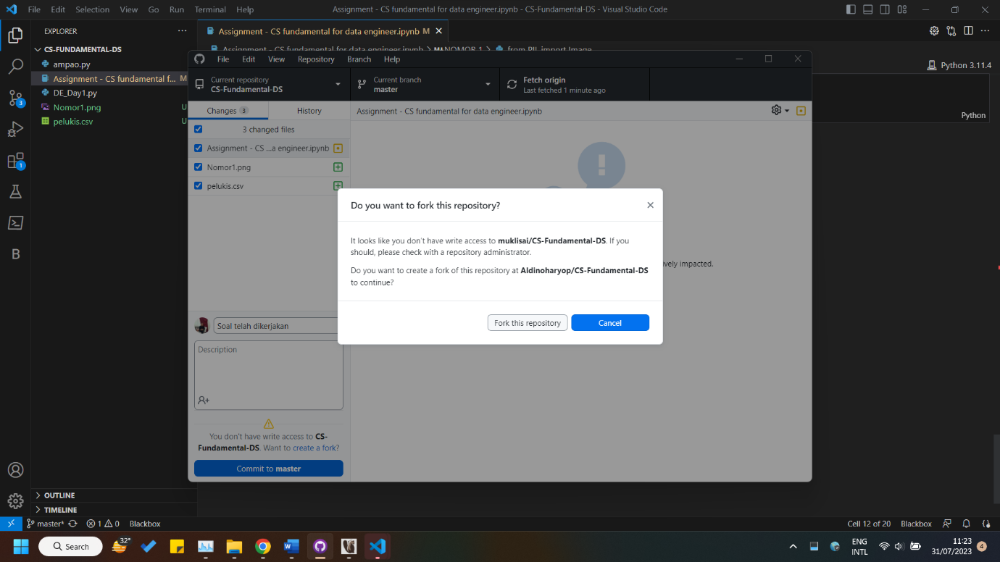 File Edit Selection View Go Run Terminal Help
Assignment - CS fundamental for data engineer.ipynb - CS-Fundamental-DS - Visual Studio Code
EXPLORER
CS-FUNDAMENTAL-DS
ampao.py
Assignment - CS fundamental f... M
DE_Day1.py
Nomor1.png U
pelukis.csv U
3
1
B
OUTLINE
TIMELINE
Assignment - CS fundamental for data engineer.ipynb M
Assignment - CS fundamental for data engineer.ipynb > NOMOR 1 > from PIL import Image
Python 3.11.4
Python
File Edit View Repository Branch Help
Current repository
CS-Fundamental-DS
Current branch
master
Fetch origin
Last fetched 1 minute ago
Changes 3 History
Assignment - CS fundamental for data engineer.ipynb
3 changed files
Assignment - CS ...a engineer.ipynb
Nomor1.png
pelukis.csv
ively impacted.
Do you want to fork this repository?
It looks like you don't have write access to muklisai/CS-Fundamental-DS. If you
should, please check with a repository administrator.
Do you want to create a fork of this repository at Aldinoharyop/CS-Fundamental-DS
to continue?
Fork this repository Cancel
Soal telah dikerjakan
Description
You don't have write access to CS-
Fundamental-DS. Want to create a fork?
Commit to master
master* 1 0 Blackbox
Cell 12 of 20 Blackbox
32°
Search
ENG
INTL
11:23
31/07/2023
4